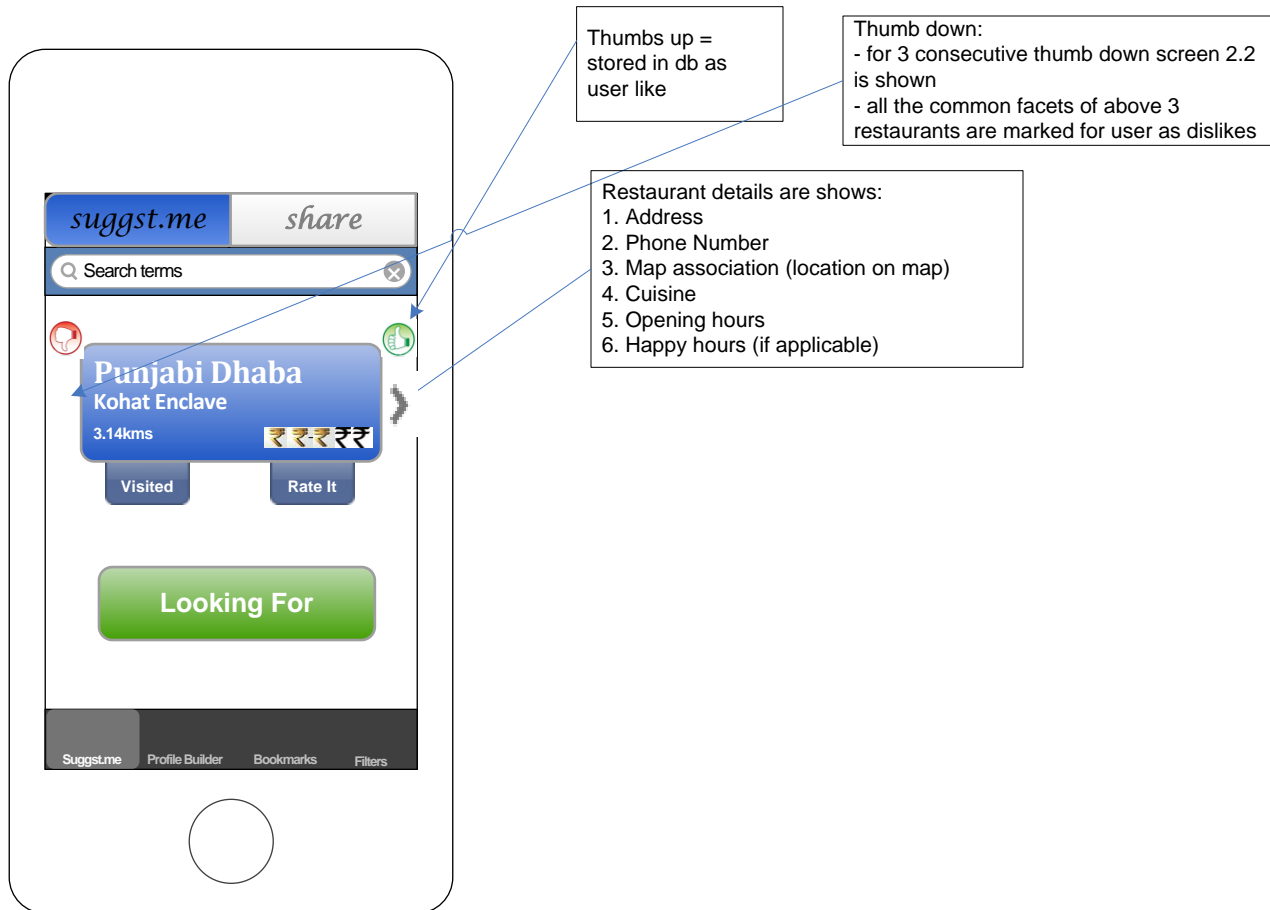 Thumbs up =
stored in db as
user like
Thumb down:
- for 3 consecutive thumb down screen 2.2
is shown
- all the common facets of above 3
restaurants are marked for user as dislikes
Restaurant details are shows:
1. Address
2. Phone Number
3. Map association (location on map)
4. Cuisine
5. Opening hours
6. Happy hours (if applicable)
suggst.me share
Search terms
Punjabi Dhaba
Kohat Enclave
3.14kms ₹ ₹-₹ ₹₹
Visited Rate It
Looking For
Suggst.me Profile Builder Bookmarks Filters